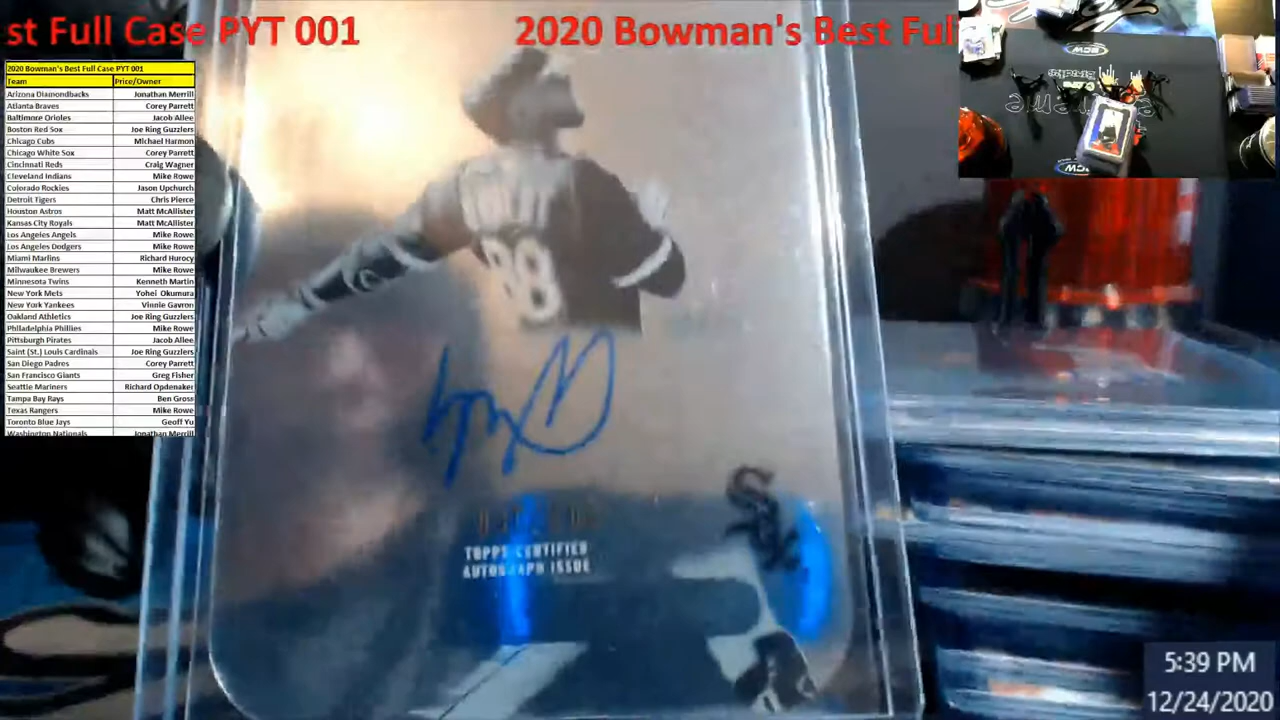 st Full Case PYT 001 2020 Bowman's Best Ful
2020 Bowman's Best Full Case PYT 001
Team Price/Owner
Arizona Diamondbacks Jonathan Merrill
Atlanta Braves Corey Parrett
Baltimore Orioles Jacob Allee
Boston Red Sox Joe Ring Guzzlers
Chicago Cubs Michael Harmon
Chicago White Sox Corey Parrett
Cincinnati Reds Craig Wagner
Cleveland Indians Mike Rowe
Colorado Rockies Jason Upchurch
Detroit Tigers Chris Pierce
Houston Astros Matt McAllister
Kansas City Royals Matt McAllister
Los Angeles Angels Mike Rowe
Los Angeles Dodgers Mike Rowe
Miami Marlins Richard Hurocy
Milwaukee Brewers Mike Rowe
Minnesota Twins Kenneth Martin
New York Mets Yohei Okumura
New York Yankees Vinnie Gavron
Oakland Athletics Joe Ring Guzzlers
Philadelphia Phillies Mike Rowe
Pittsburgh Pirates Jacob Allee
Saint (St.) Louis Cardinals Joe Ring Guzzlers
San Diego Padres Corey Parrett
San Francisco Giants Greg Fisher
Seattle Mariners Richard Opdenaker
Tampa Bay Rays Ben Gross
Texas Rangers Mike Rowe
Toronto Blue Jays Geoff Yu
Washington Nationals Jonathan Merrill
88
TOPPS CERTIFIED
AUTOGRAPH ISSUE
Sox
5:39 PM
12/24/2020